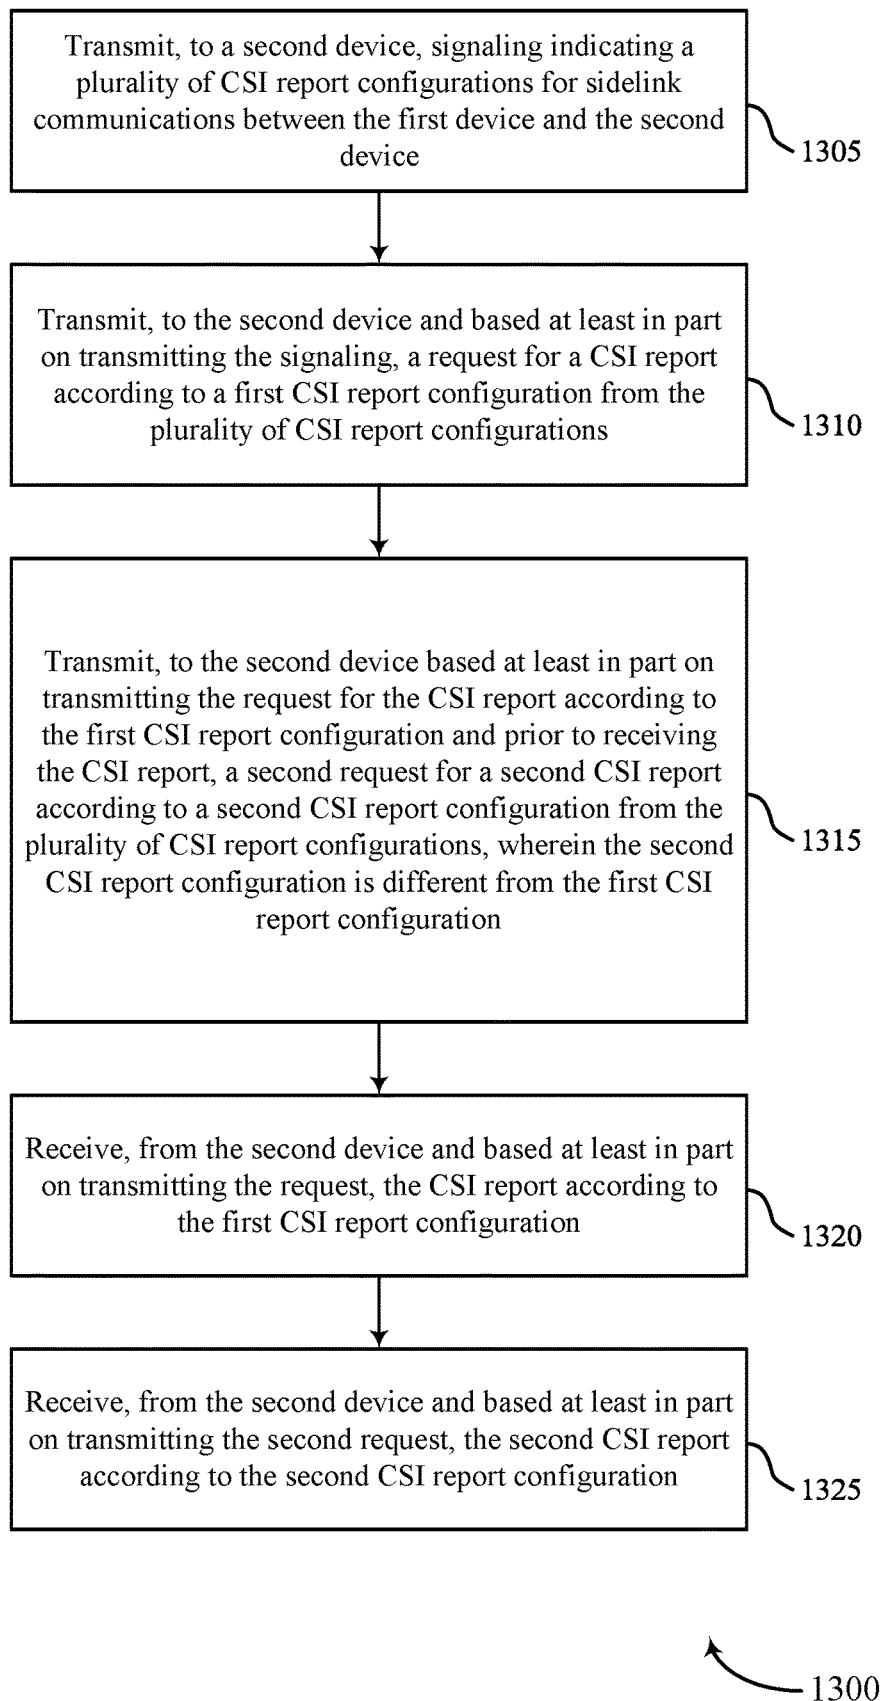 Transmit, to a second device, signaling indicating a
plurality of CSI report configurations for sidelink
communications between the first device and the second
device
1305
Transmit, to the second device and based at least in part
on transmitting the signaling, a request for a CSI report
according to a first CSI report configuration from the
plurality of CSI report configurations
1310
Transmit, to the second device based at least in part on
transmitting the request for the CSI report according to
the first CSI report configuration and prior to receiving
the CSI report, a second request for a second CSI report
according to a second CSI report configuration from the
plurality of CSI report configurations, wherein the second
CSI report configuration is different from the first CSI
report configuration
1315
Receive, from the second device and based at least in part
on transmitting the request, the CSI report according to
the first CSI report configuration
1320
Receive, from the second device and based at least in part
on transmitting the second request, the second CSI report
according to the second CSI report configuration
1325
1300